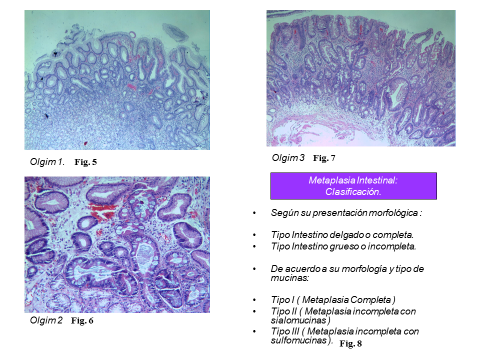 Olgim 1. Fig. 5
Olgim 2 Fig. 6
Olgim 3 Fig. 7
Metaplasia Intestinal:
Clasificación.
• Según su presentación morfológica :
• Tipo Intestino delgado o completa.
• Tipo Intestino grueso o incompleta.
• De acuerdo a su morfología y tipo de
mucinas:
• Tipo I ( Metaplasia Completa )
• Tipo II ( Metaplasia incompleta con
sialomucinas)
• Tipo III ( Metaplasia incompleta con
sulfomucinas ). Fig. 8